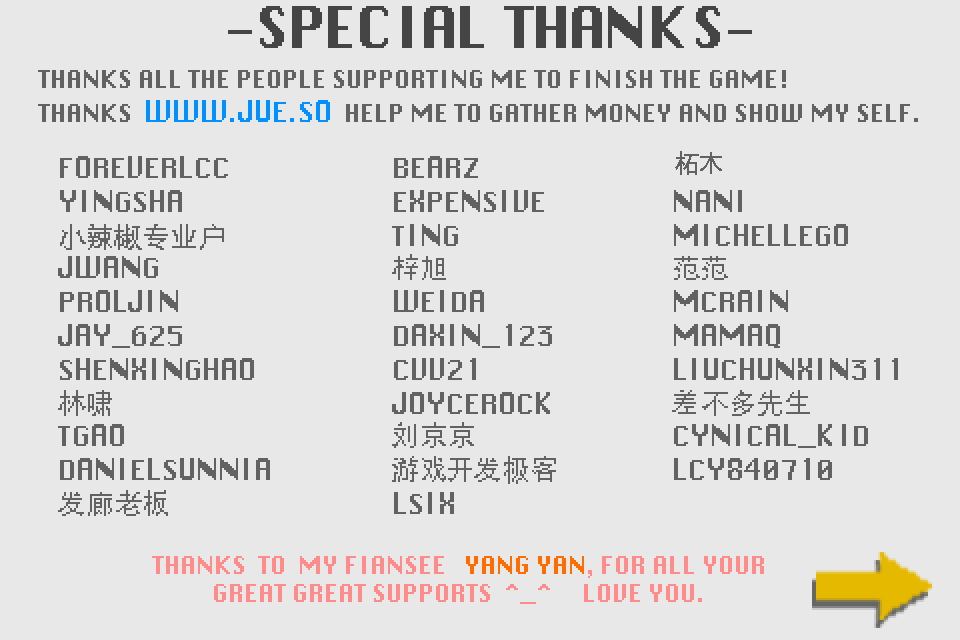 -SPECIAL THANKS-
THANKS ALL THE PEOPLE SUPPORTING ME TO FINISH THE GAME!
THANKS WWW.JUE.SO HELP ME TO GATHER MONEY AND SHOW MY SELF.
FOREVERLCC BEARZ 柘木
YINGSHA EXPENSIVE NANI
小辣椒专业户 TING MICHELLEGO
JWANG 梓旭 范范
PROLJIN WEIDA MCRAIN
JAY_625 DAXIN_123 MAMAQ
SHENXINGHAO CVV21 LIUCHUNXIN311
林啸 JOYCEROCK 差不多先生
TGAO 刘京京 CYNICAL_KID
DANIELSUNNIA 游戏开发极客 LCY840710
发廊老板 LSIX
THANKS TO MY FIANSEE YANG YAN, FOR ALL YOUR
GREAT GREAT SUPPORTS ^_^ LOVE YOU.